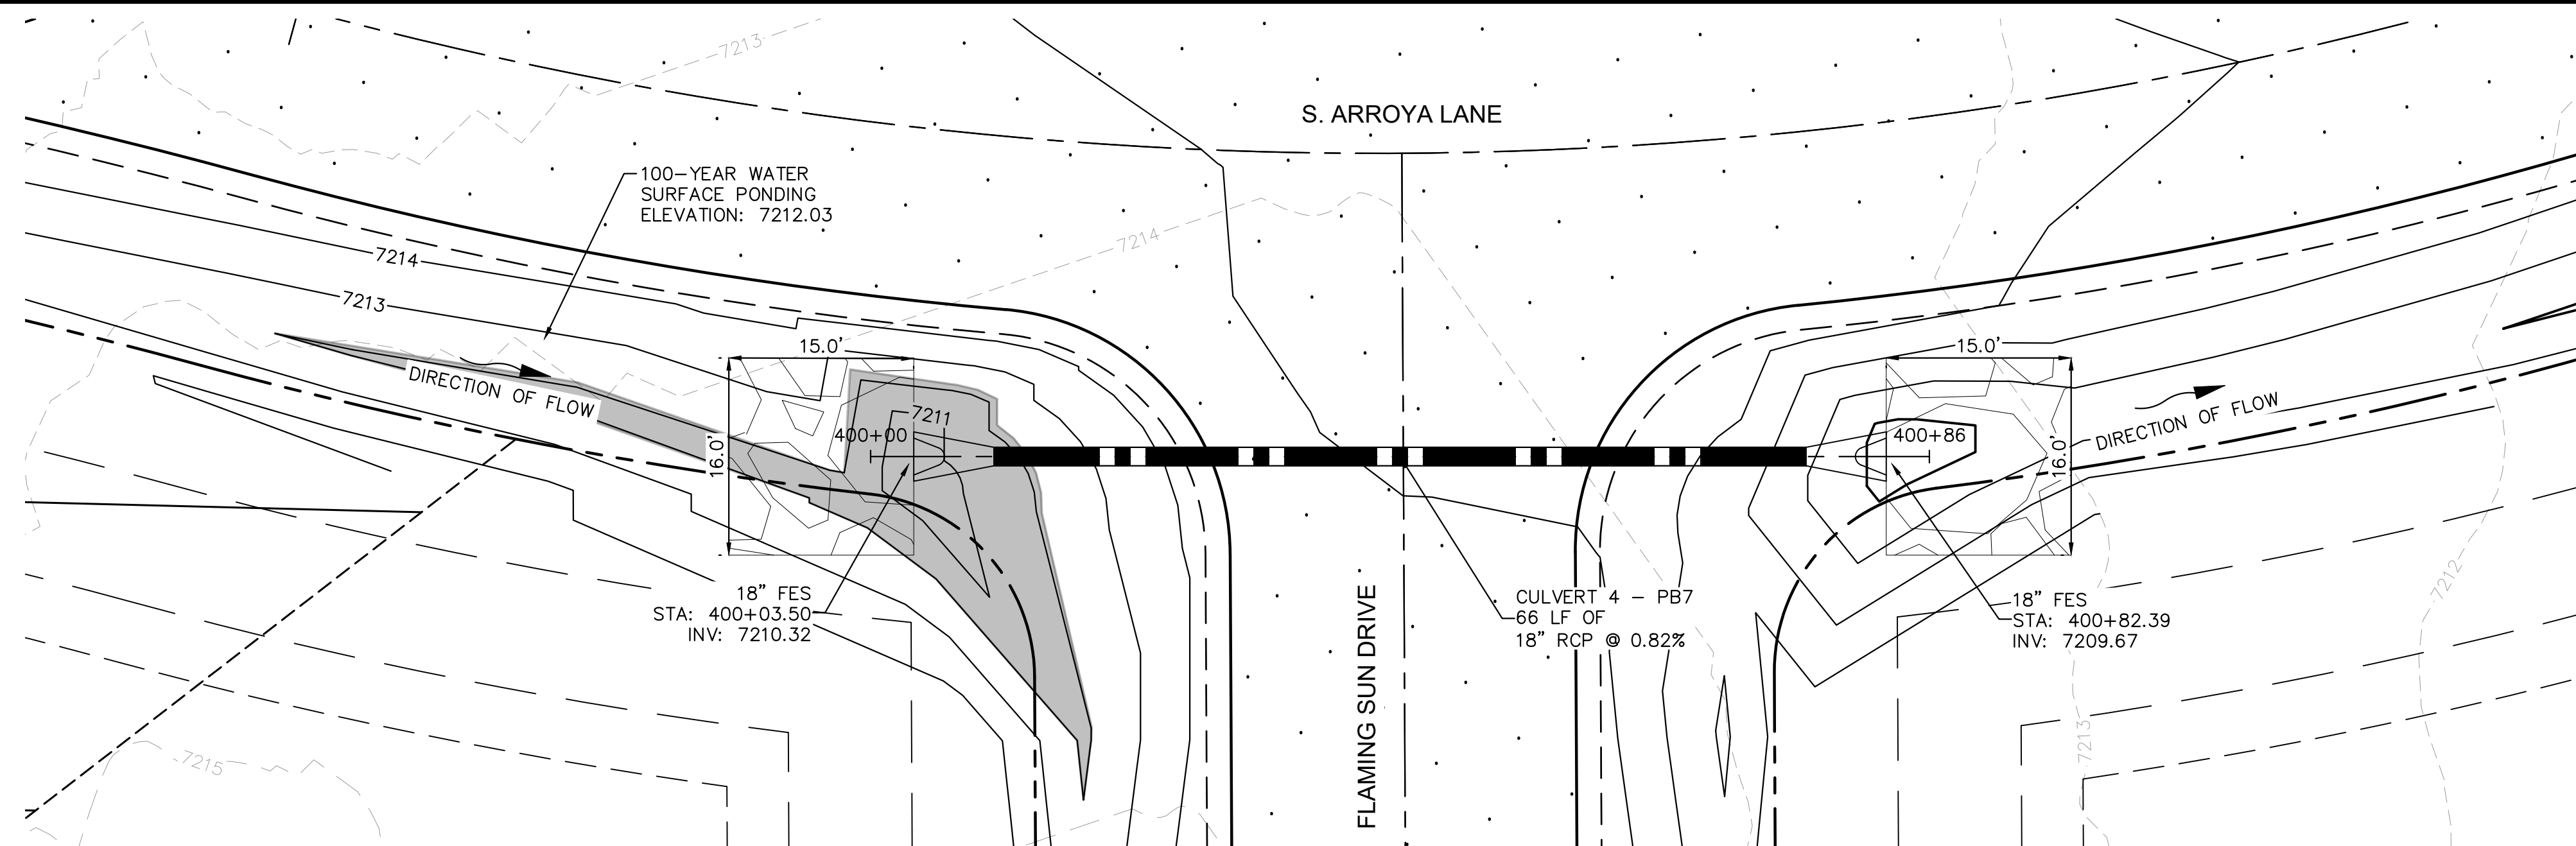 7213
S. ARROYA LANE
100-YEAR WATER
SURFACE PONDING
ELEVATION: 7212.03
7214
7214
7213
15.0'
15.0'
DIRECTION OF FLOW
DIRECTION OF FLOW
7211
400+00
400+86
16.0'
16.0'
18" FES
STA: 400+03.50
INV: 7210.32
FLAMING SUN DRIVE
CULVERT 4 - PB7
66 LF OF
18" RCP @ 0.82%
18" FES
STA: 400+82.39
INV: 7209.67
7212
7213
7215